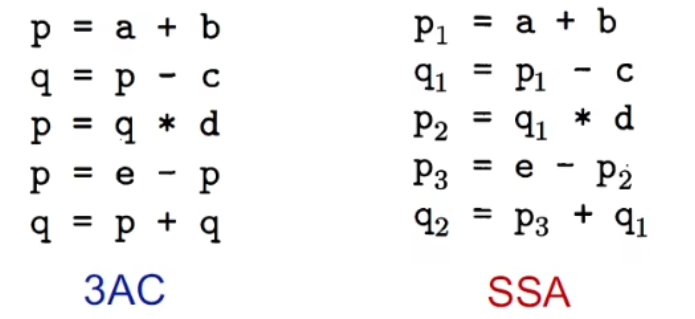 p = a + b
q = p - c
p = q * d
p = e - p
q = p + q
3AC
p₁ = a + b
q₁ = p₁ - c
p₂ = q₁ * d
p₃ = e - p₂
q₂ = p₃ + q₁
SSA